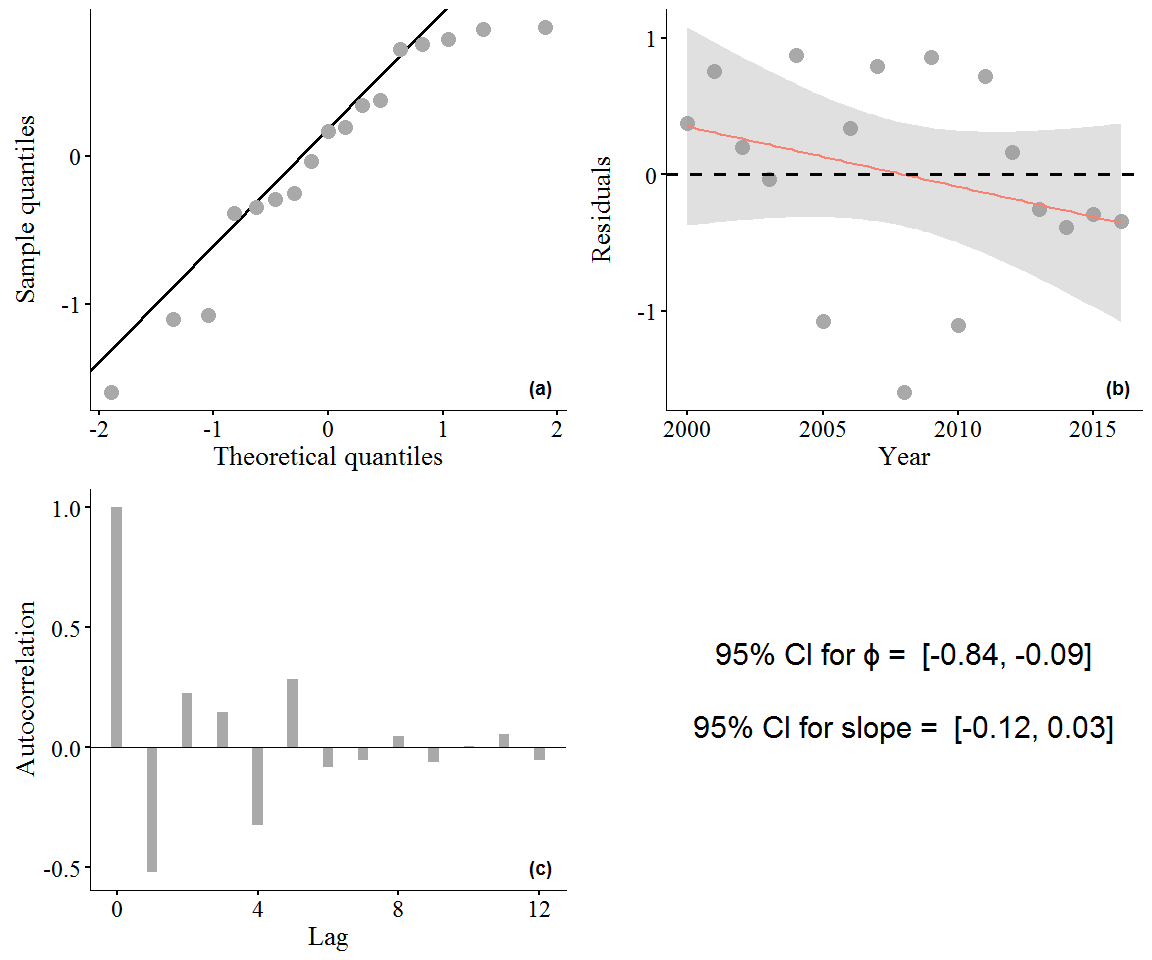 0
-1
Sample quantiles
-2 -1 0 1 2
Theoretical quantiles
(a)
1
0
-1
Residuals
2000 2005 2010 2015
Year
(b)
1.0
0.5
0.0
-0.5
Autocorrelation
0 4 8 12
Lag
(c)
95% CI for ϕ = [-0.84, -0.09]
95% CI for slope = [-0.12, 0.03]